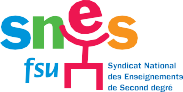 snes
fsu
Syndicat National
des Enseignements
de Second degré